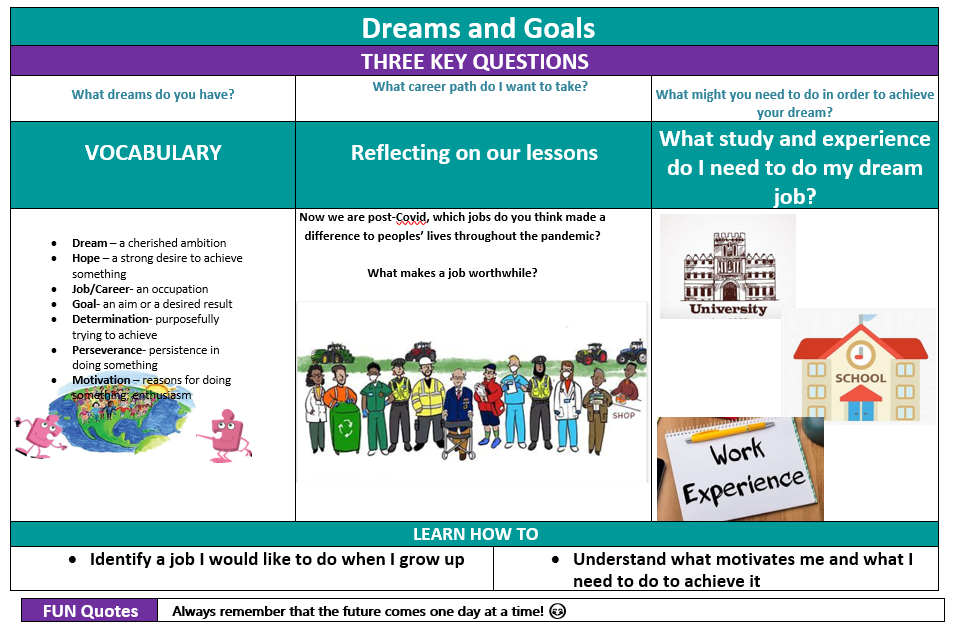 Dreams and Goals
THREE KEY QUESTIONS
What dreams do you have?
What career path do I want to take?
What might you need to do in order to achieve
your dream?
VOCABULARY
Reflecting on our lessons
What study and experience
do I need to do my dream
job?
• Dream – a cherished ambition
• Hope – a strong desire to achieve
something
• Job/Career- an occupation
• Goal- an aim or a desired result
• Determination- purposefully
trying to achieve
• Perseverance- persistence in
doing something
• Motivation – reasons for doing
something; enthusiasm
Now we are post-Covid, which jobs do you think made a
difference to peoples’ lives throughout the pandemic?
What makes a job worthwhile?
SHOP
University
SCHOOL
Work
Experience
LEARN HOW TO
• Identify a job I would like to do when I grow up
• Understand what motivates me and what I
need to do to achieve it
FUN Quotes
Always remember that the future comes one day at a time! 😀